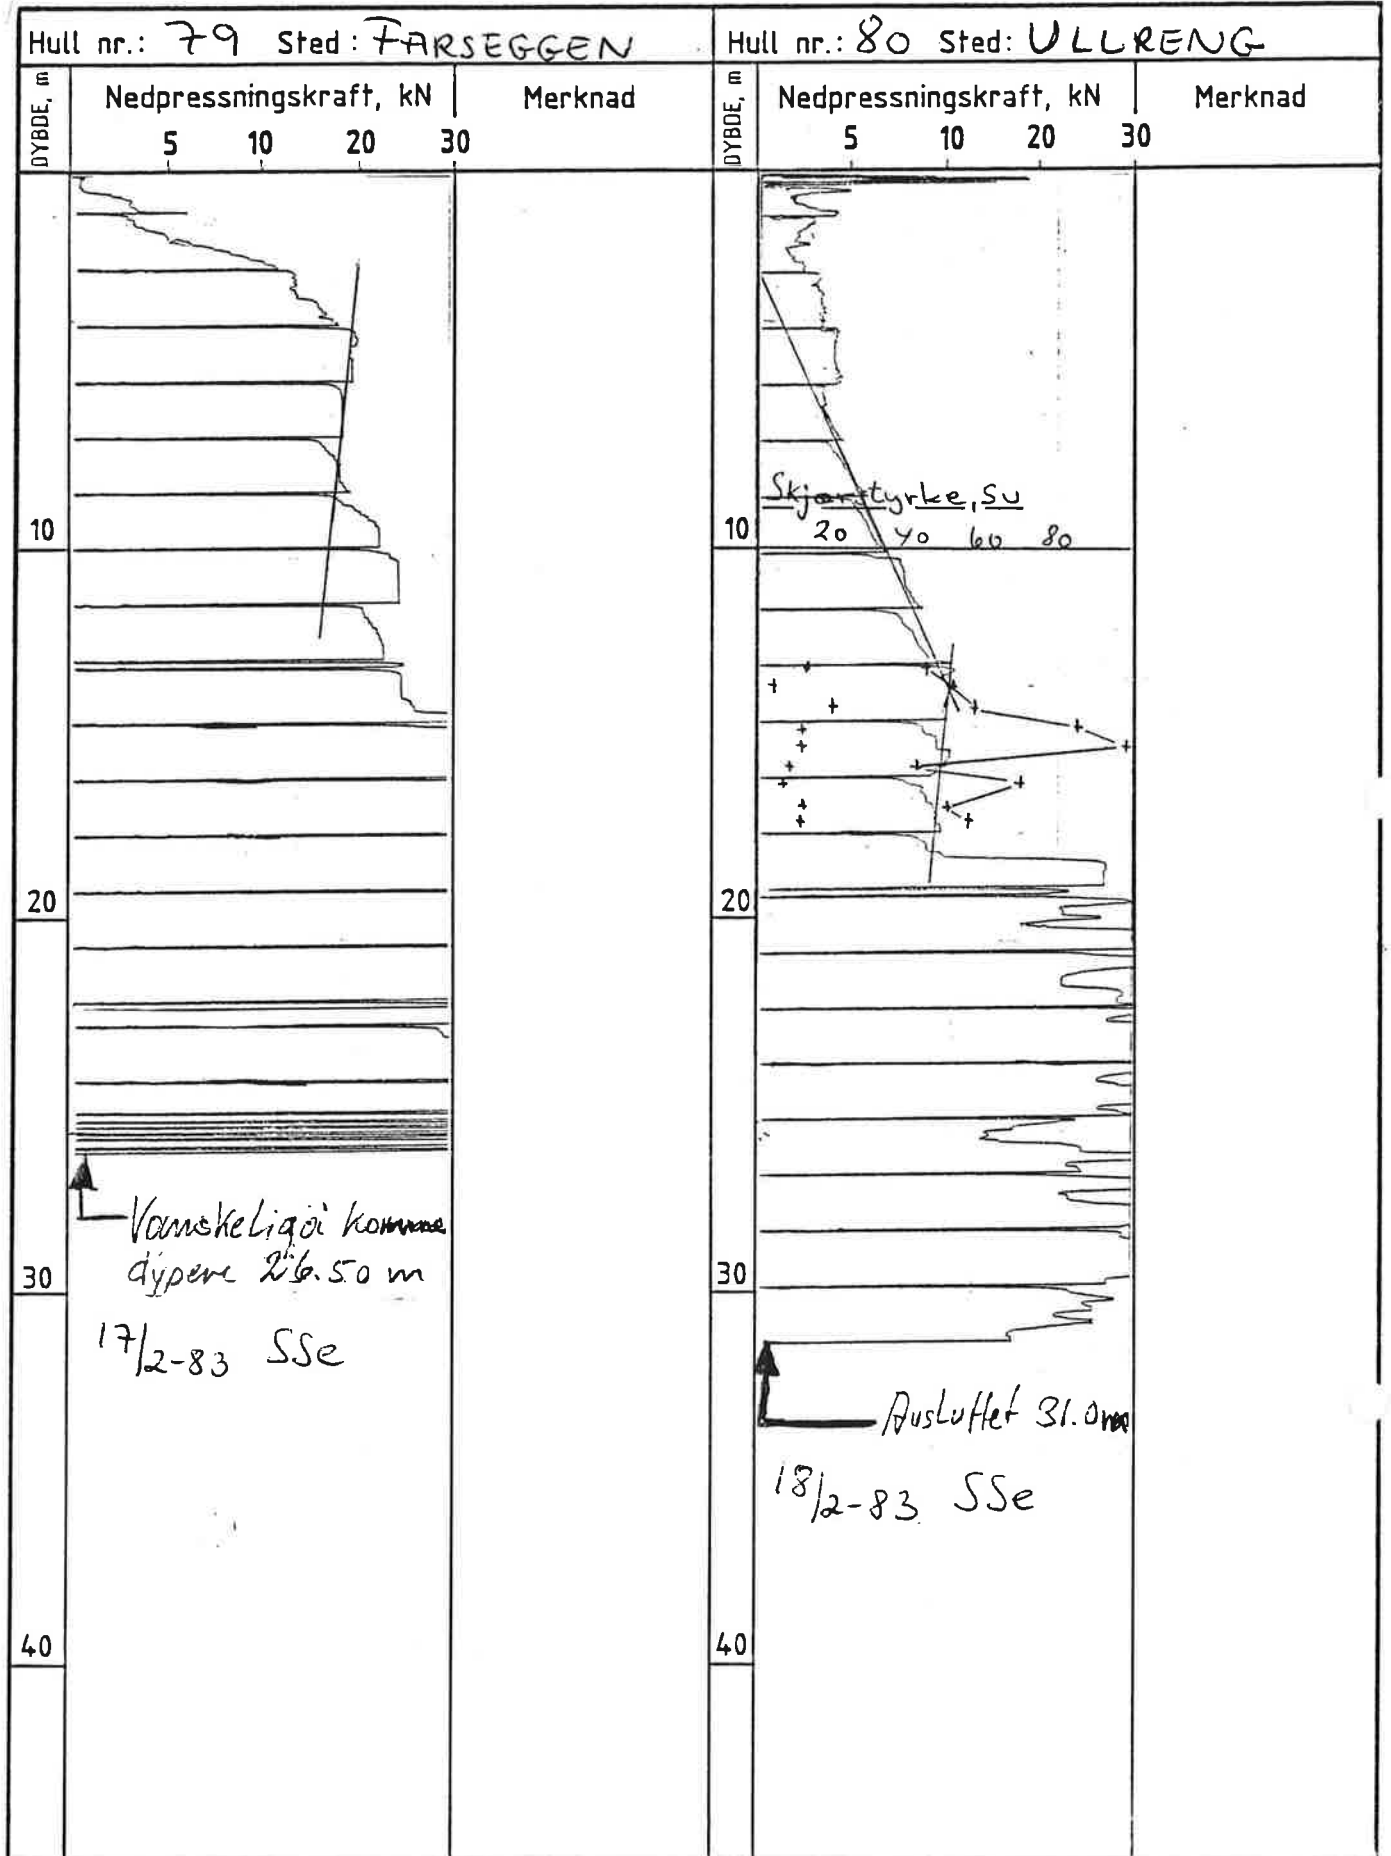 Hull nr.: 79 Sted: FARSEGGEN
DYBDE, m
Nedpressningskraft, kN
Merknad
5 10 20 30
10
20
30
40
Vanskelig å komme
dypere 26.50 m
17/2-83 SSe
Hull nr.: 80 Sted: ULLRENG
DYBDE, m
Nedpressningskraft, kN
Merknad
5 10 20 30
Skjærstyrke, su
20 40 60 80
10
20
30
40
Avsluttet 31.0m
18/2-83 SSe